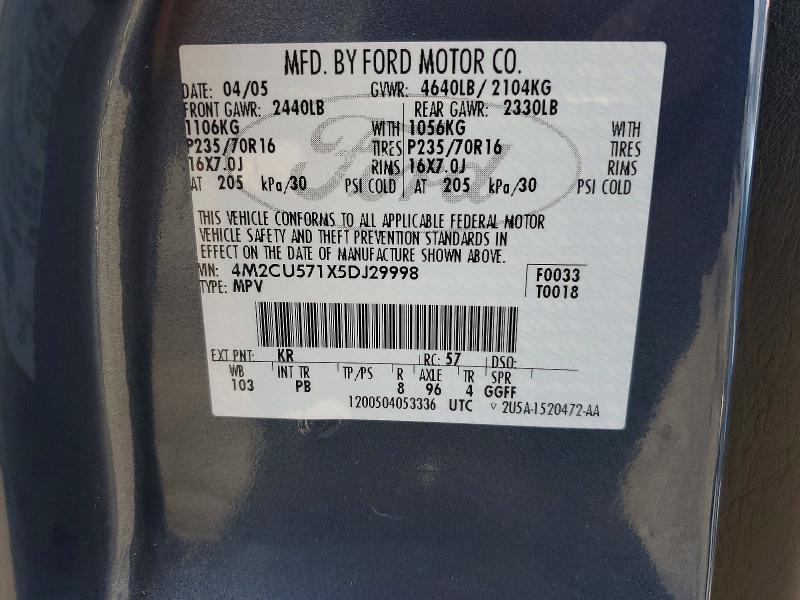 MFD. BY FORD MOTOR CO.
DATE: 04/05 GVWR: 4640LB/ 2104KG
FRONT GAWR: 2440LB REAR GAWR: 2330LB
1106KG WITH 1056KG WITH
P235/70R16 TIRES P235/70R16 TIRES
16X7.0J RIMS 16X7.0J RIMS
AT 205 kPa/30 PSI COLD AT 205 kPa/30 PSI COLD
Ford
THIS VEHICLE CONFORMS TO ALL APPLICABLE FEDERAL MOTOR
VEHICLE SAFETY AND THEFT PREVENTION STANDARDS IN
EFFECT ON THE DATE OF MANUFACTURE SHOWN ABOVE.
VIN: 4M2CU571X5DJ29998 F0033
TYPE: MPV T0018
EXT PNT: KR RC: 57 DSO:
WB INT TR TP/PS R AXLE TR SPR
103 PB 8 96 4 GGFF
1200504053336 UTC ▽ 2U5A-1520472-AA